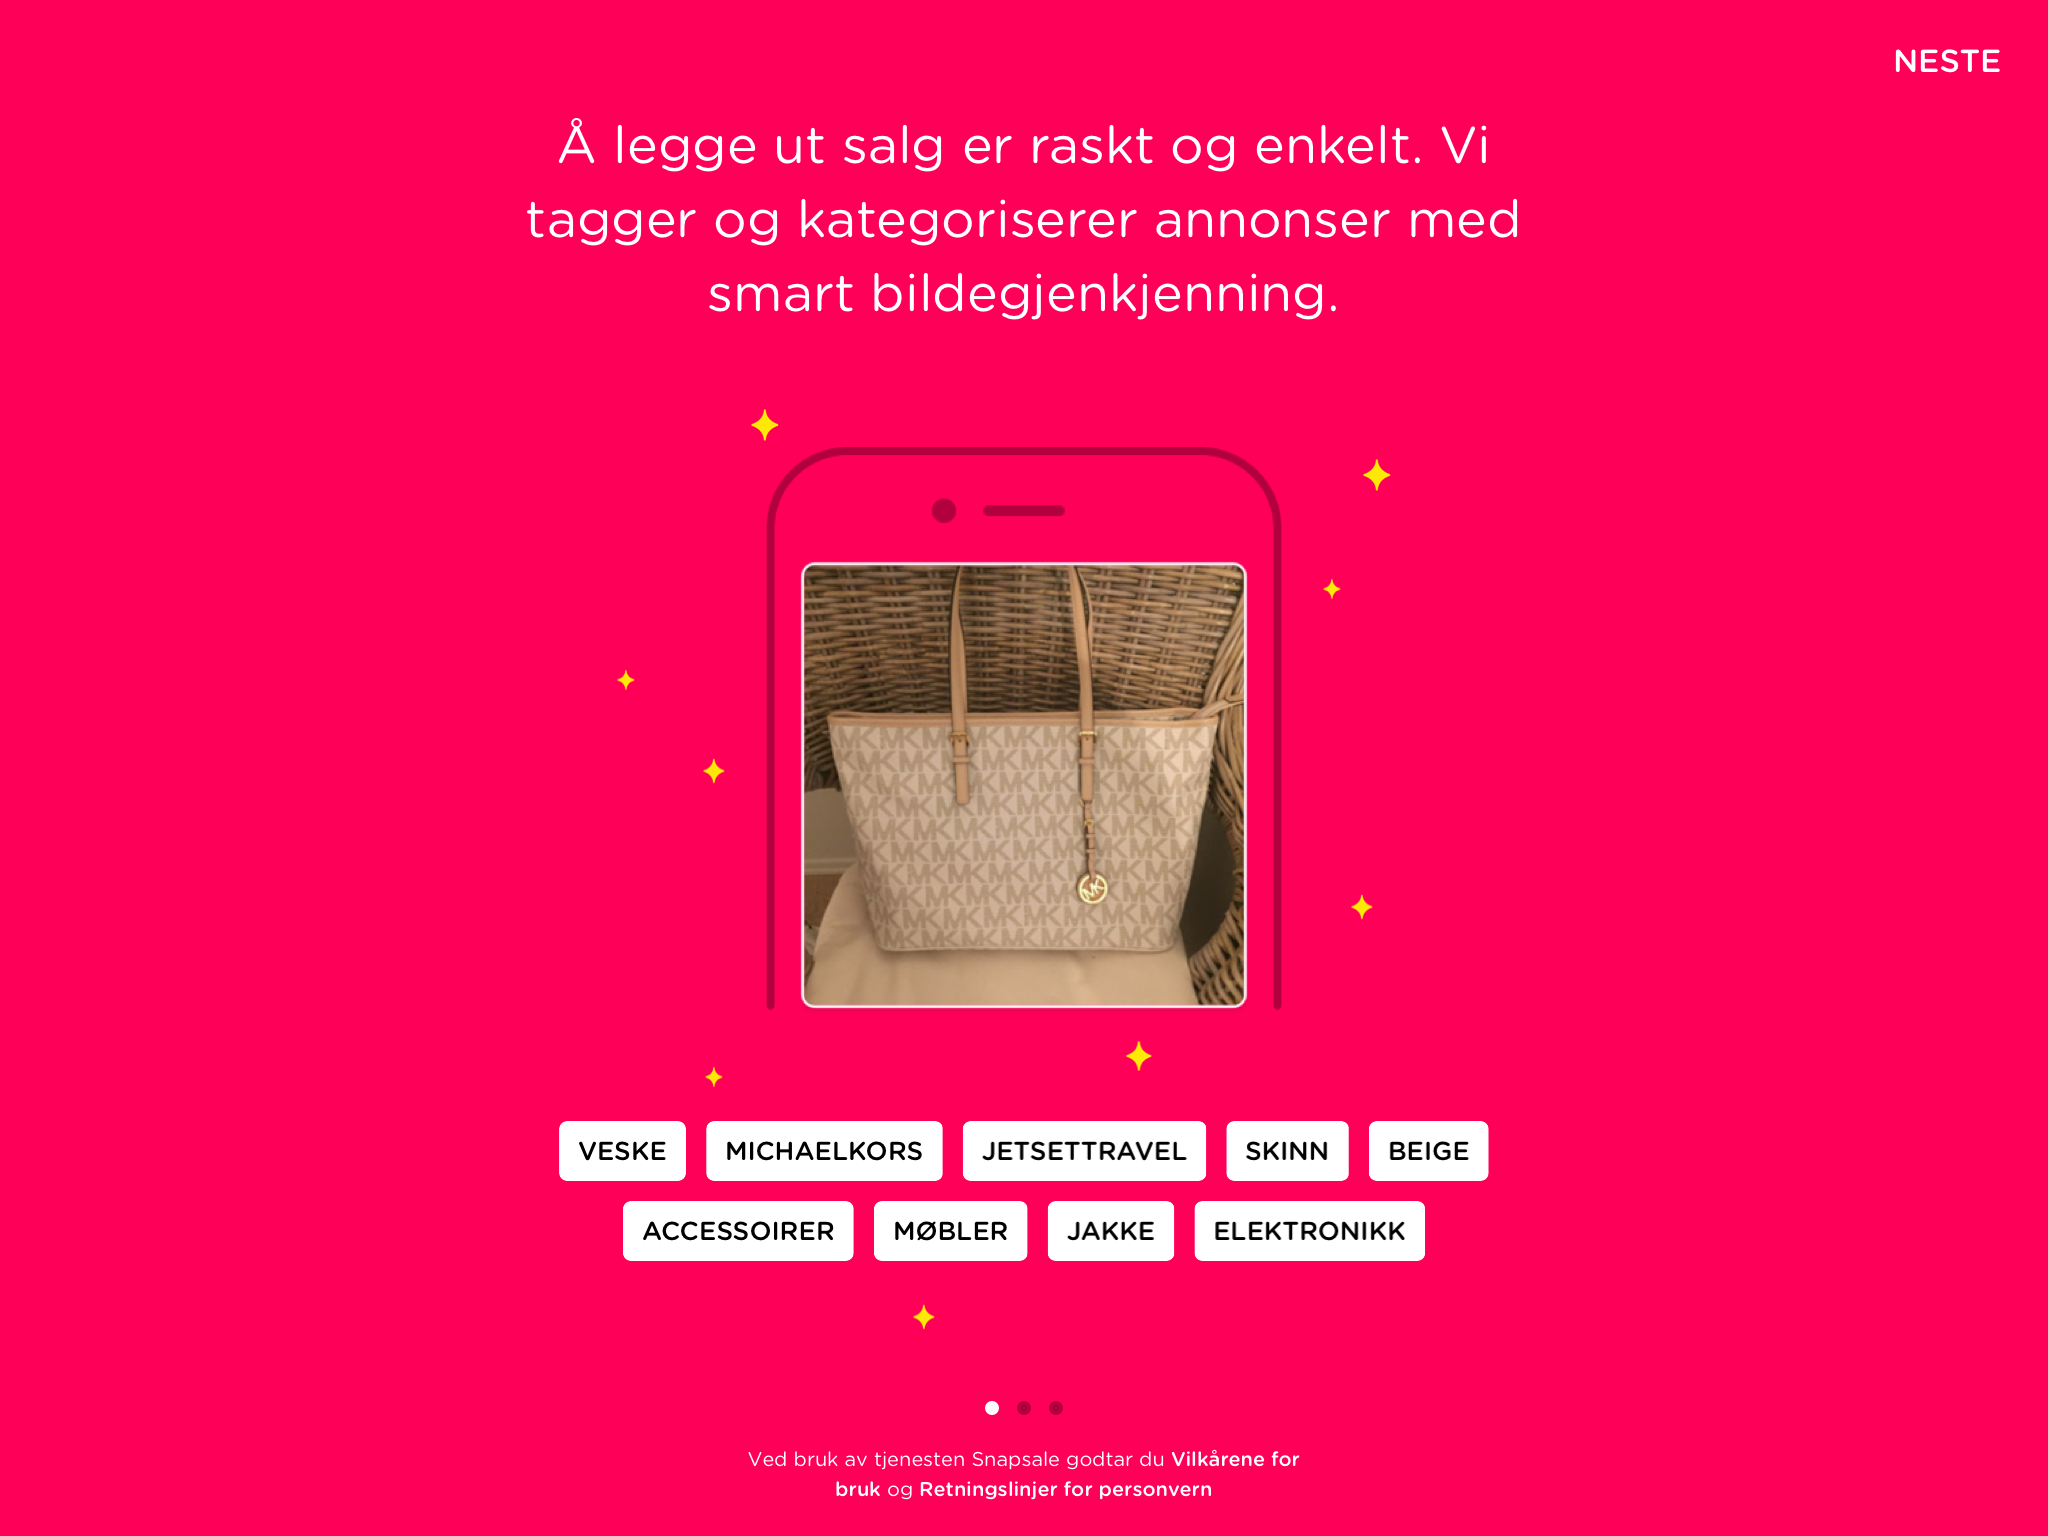 NESTE
Å legge ut salg er raskt og enkelt. Vi
tagger og kategoriserer annonser med
smart bildegjenkjenning.
MK
VESKE MICHAELKORS JETSETTRAVEL SKINN BEIGE
ACCESSOIRER MØBLER JAKKE ELEKTRONIKK
Ved bruk av tjenesten Snapsale godtar du Vilkårene for
bruk og Retningslinjer for personvern